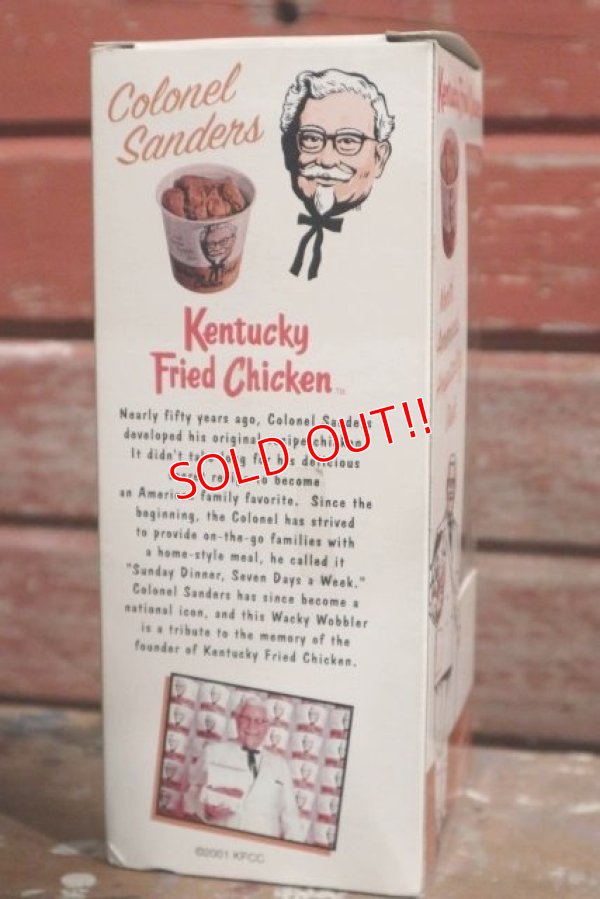 Colonel
Sanders
Kentucky
Fried Chicken
TM
Nearly fifty years ago, Colonel Sanders
developed his original recipe chicken
It didn't take long for his delicious
to become
an American family favorite. Since the
beginning, the Colonel has strived
to provide on-the-go families with
a home-style meal, he called it
"Sunday Dinner, Seven Days a Week."
Colonel Sanders has since become a
national icon, and this Wacky Wobbler
is a tribute to the memory of the
founder of Kentucky Fried Chicken.
©2001 KFCC
SOLD OUT!!